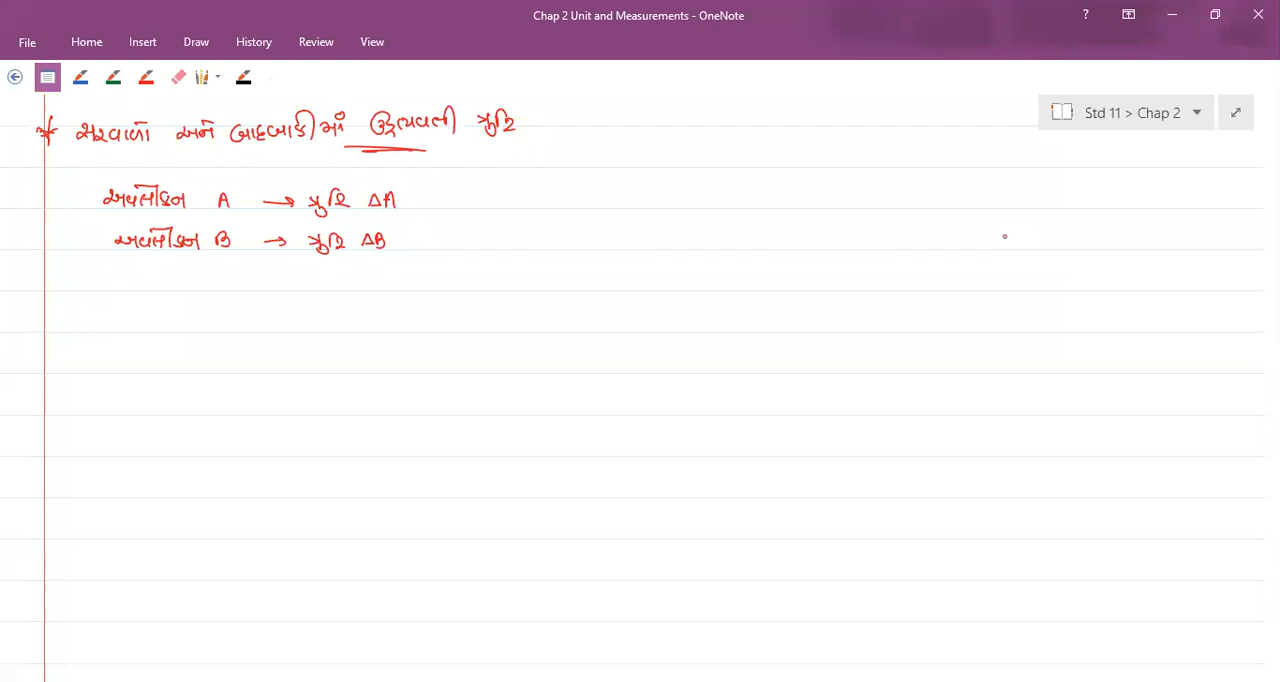 Chap 2 Unit and Measurements - OneNote
?
File Home Insert Draw History Review View
Std 11 > Chap 2
* સરવાળા અને બાદબાકીમાં ઉદ્ભવતી ત્રુટિ
અવલોકન A → ત્રુટિ ΔA
અવલોકન B → ત્રુટિ ΔB